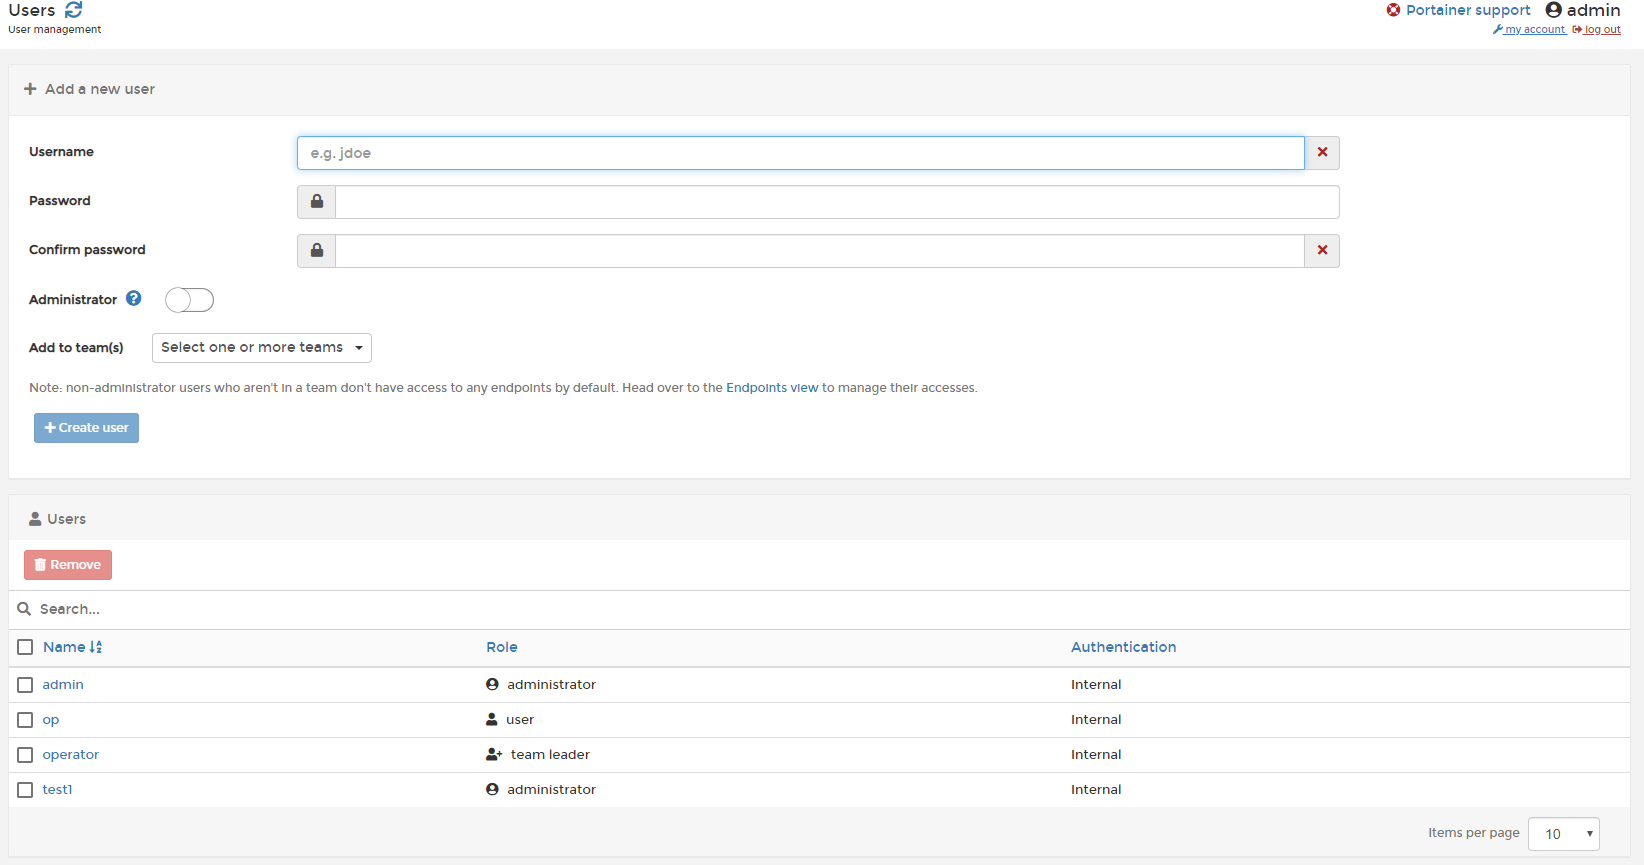 Users
Portainer support admin
User management
my account log out
Add a new user
Username
e.g. jdoe
Password
Confirm password
Administrator
Add to team(s) Select one or more teams
Note: non-administrator users who aren't in a team don't have access to any endpoints by default. Head over to the Endpoints view to manage their accesses.
Create user
Users
Remove
Search...
Name Role Authentication
admin administrator Internal
op user Internal
operator team leader Internal
test1 administrator Internal
Items per page 10